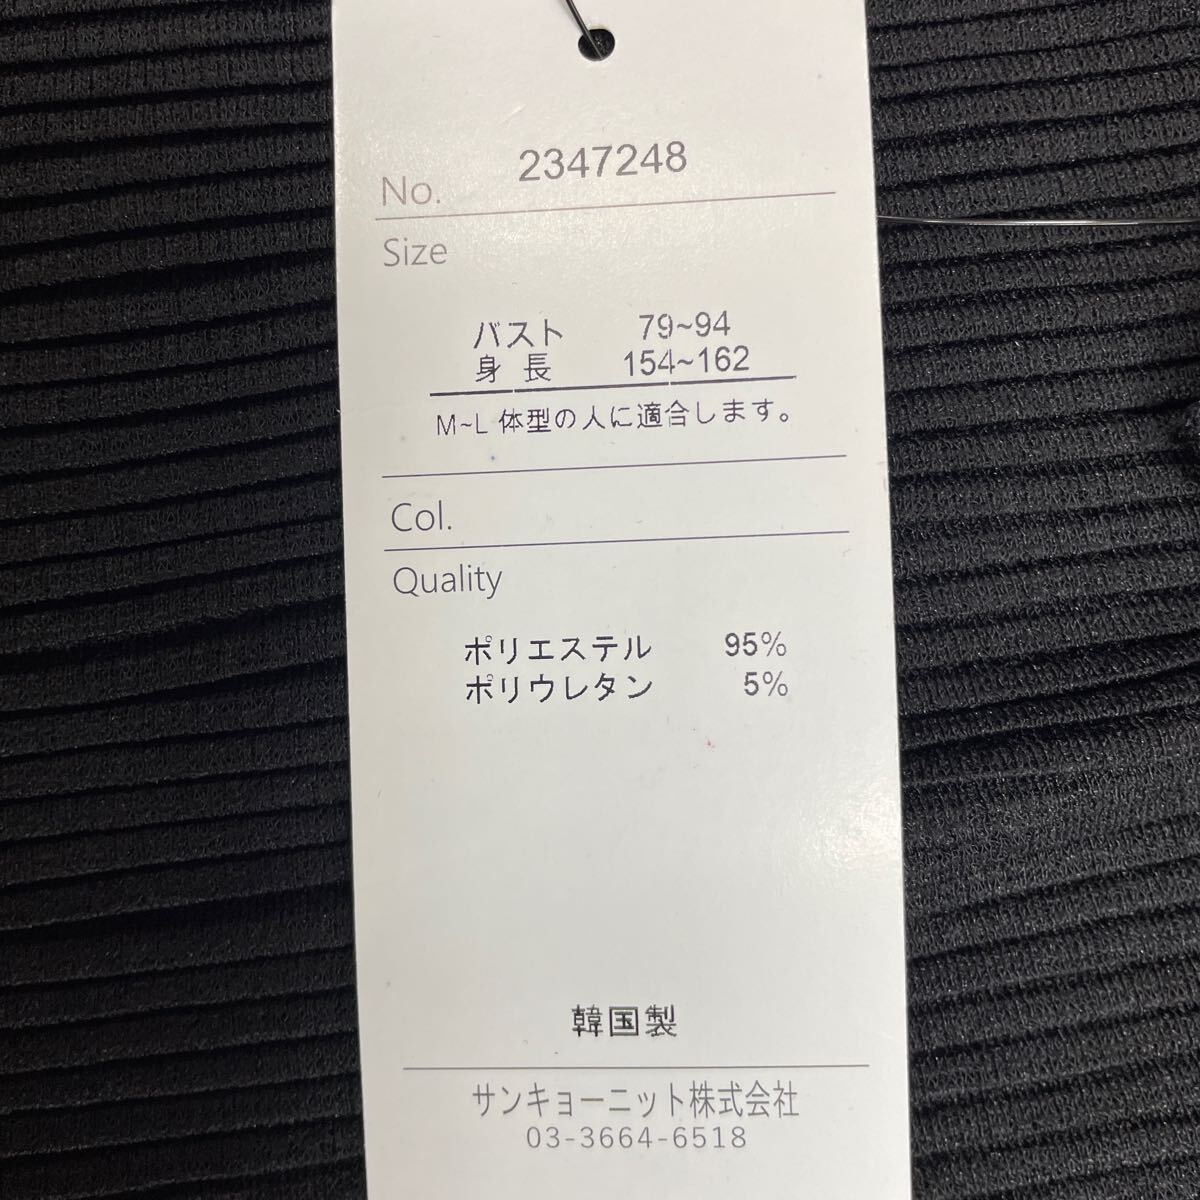 No. 2347248
Size
バスト 79~94
身長 154~162
M~L 体型の人に適合します。
Col.
Quality
ポリエステル 95%
ポリウレタン 5%
韓国製
サンキョーニット株式会社
03-3664-6518